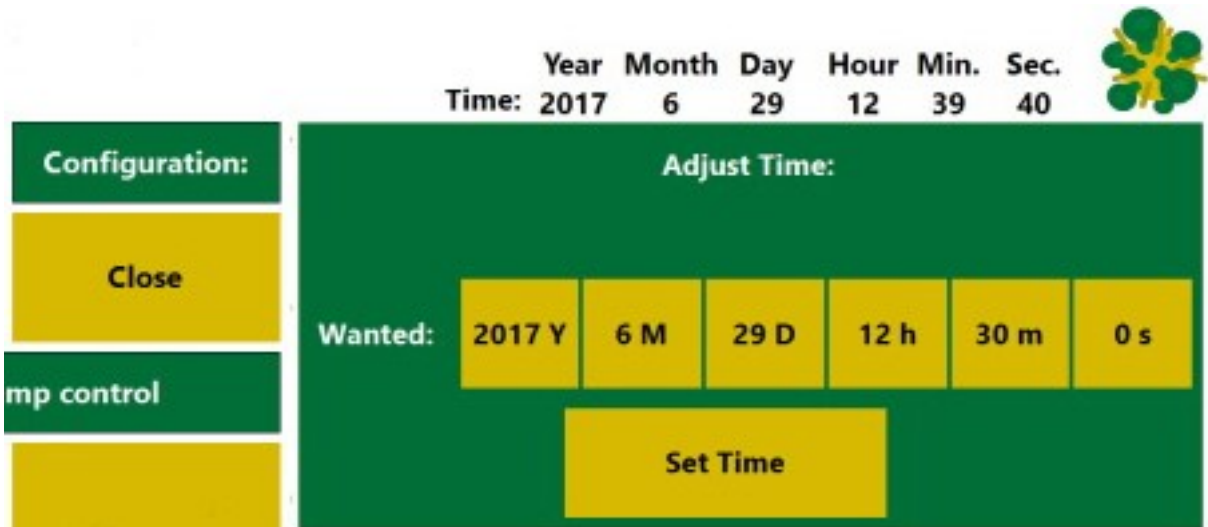 Year Month Day Hour Min. Sec.
Time: 2017 6 29 12 39 40
Configuration:
Adjust Time:
Close
Wanted: 2017 Y 6 M 29 D 12 h 30 m 0 s
mp control
Set Time